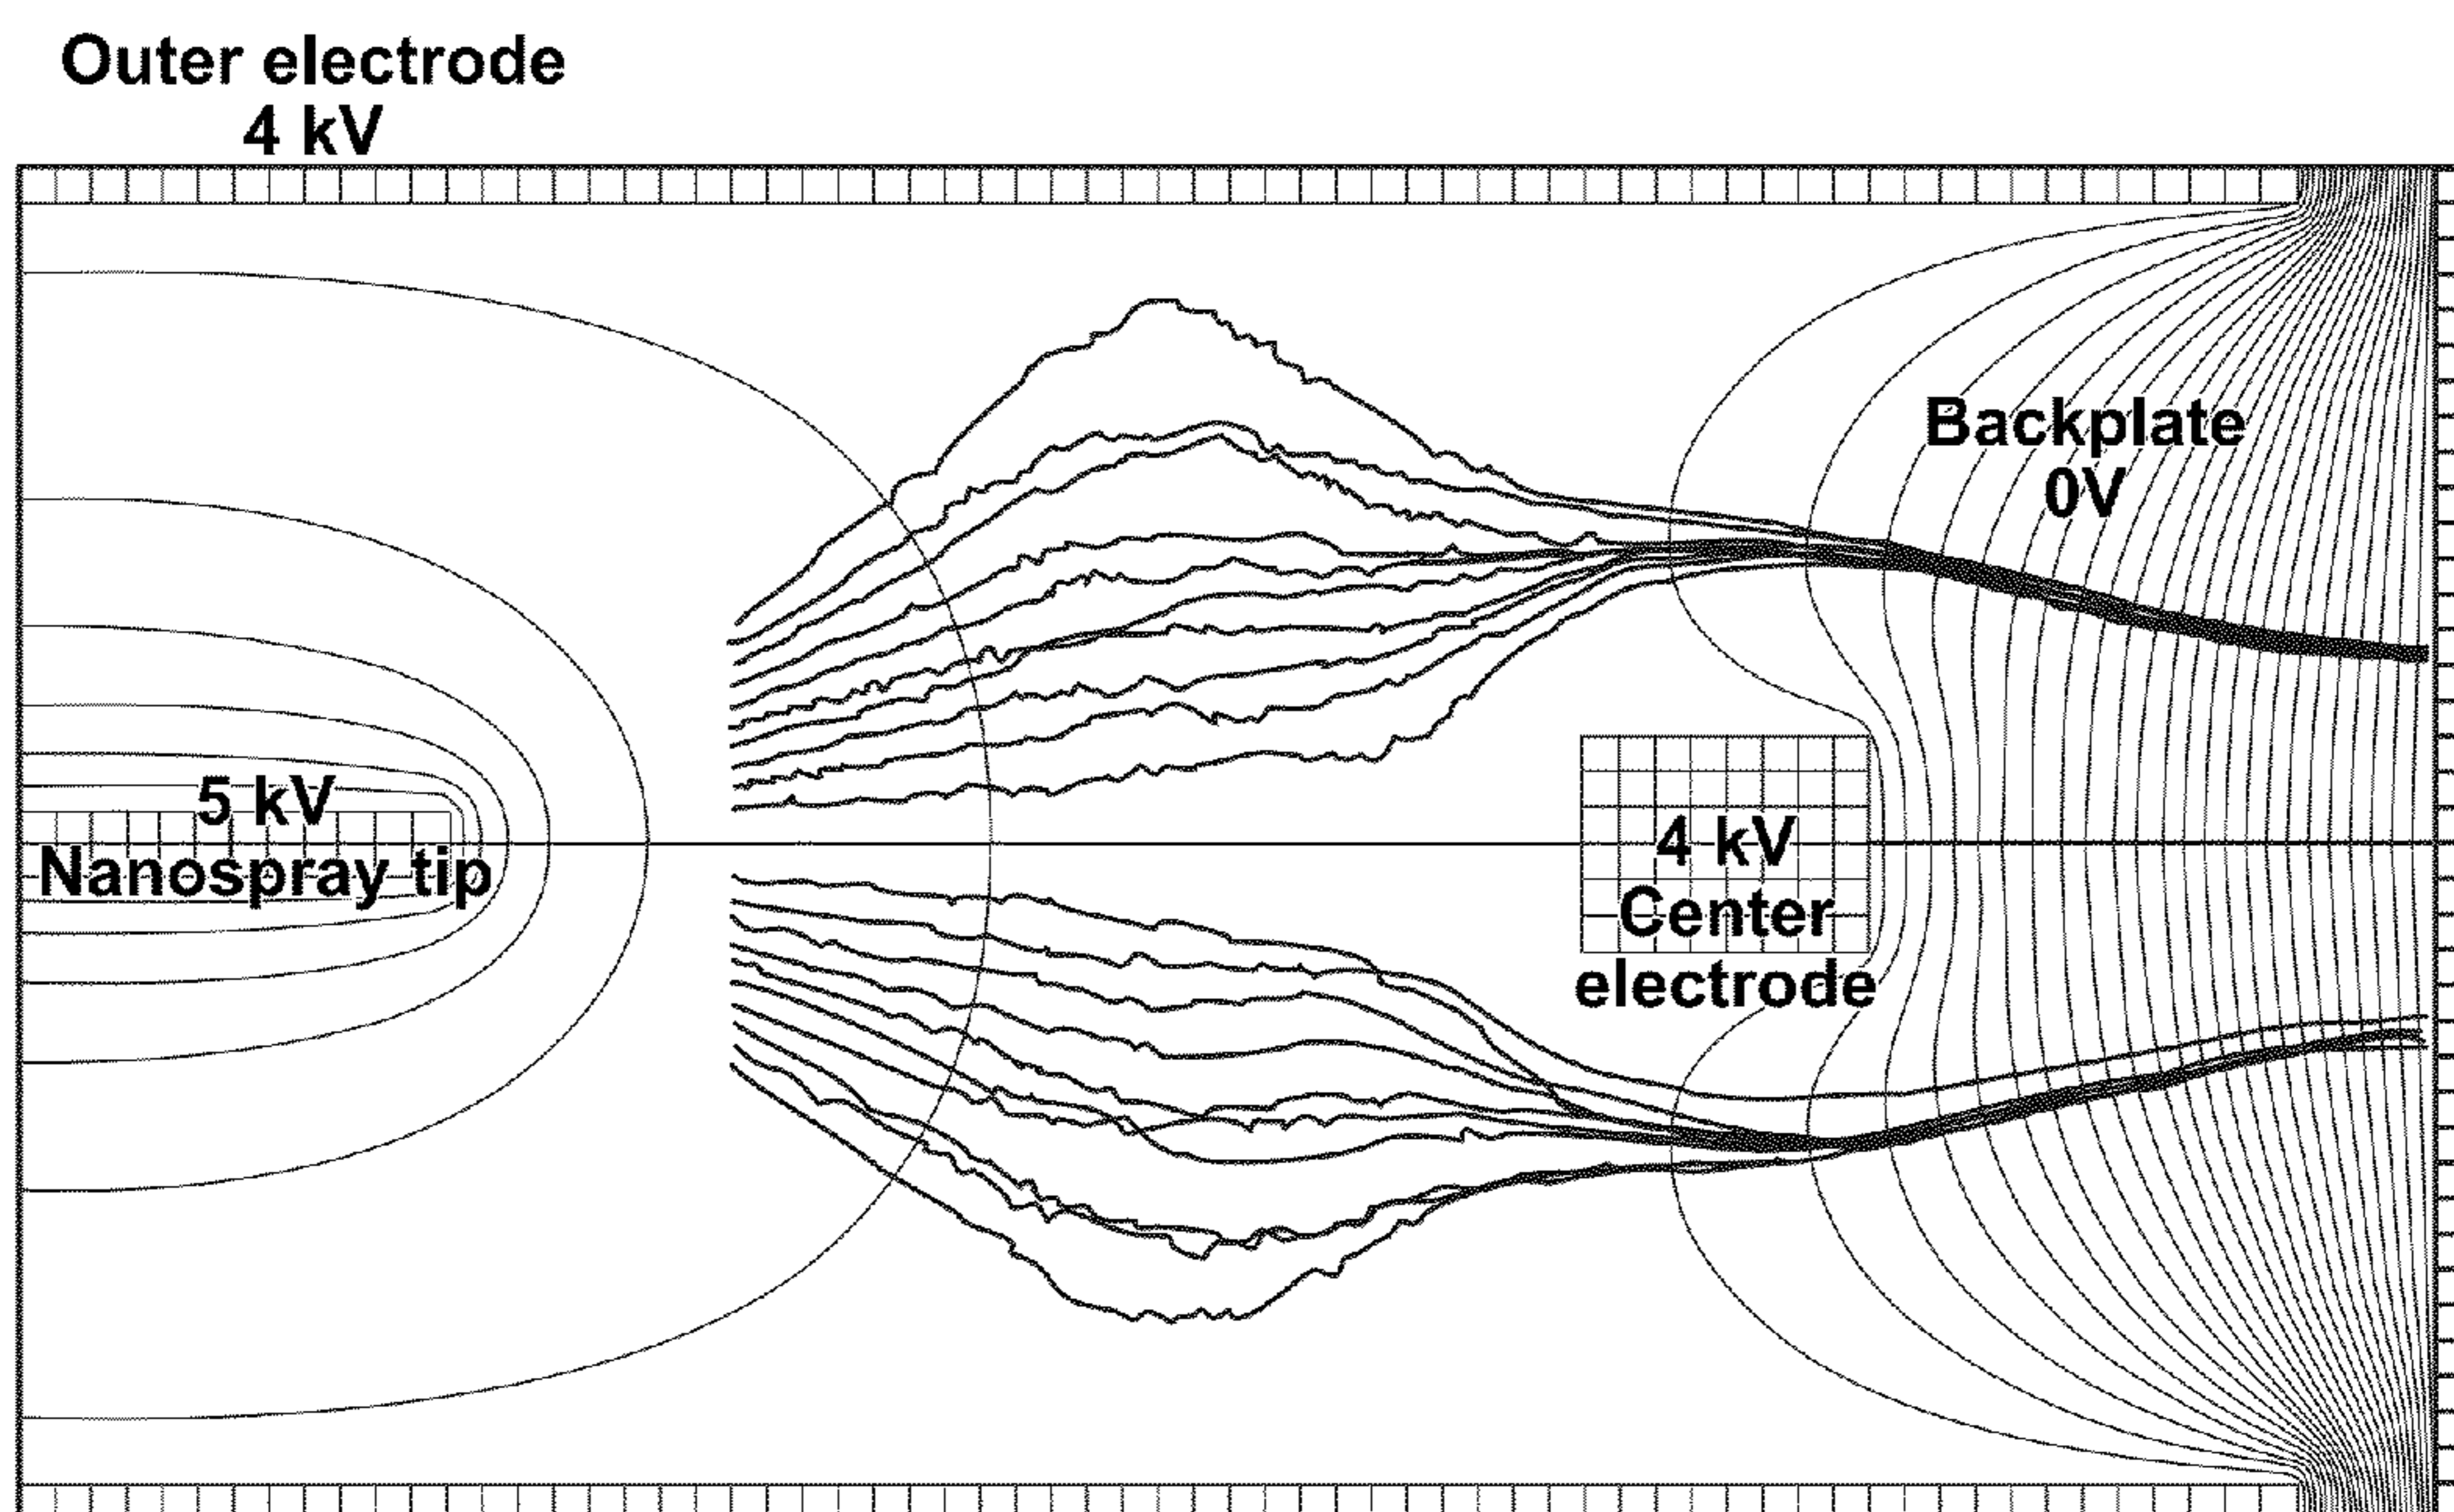 Outer electrode
4 kV
Backplate
0V
5 kV
Nanospray tip
4 kV
Center
electrode